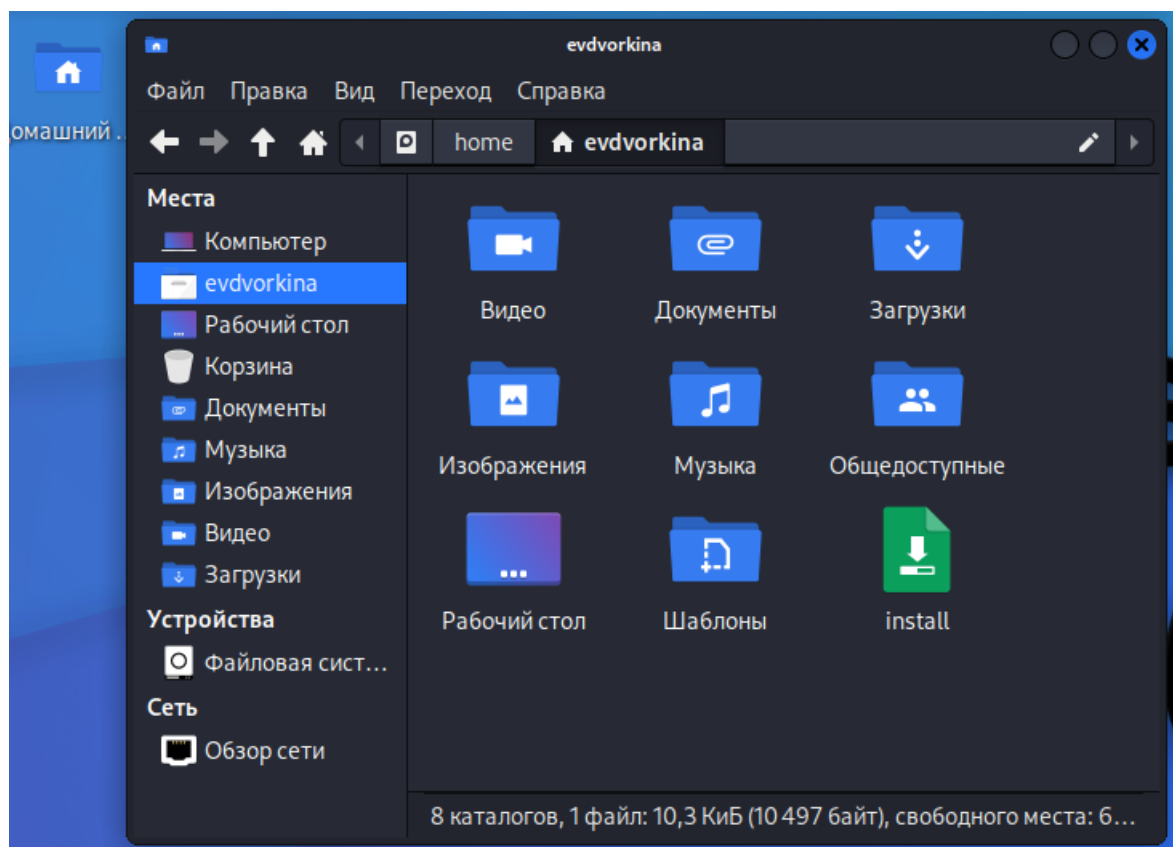 evdvorkina
Файл Правка Вид Переход Справка
омашний ...
home evdvorkina
Места
Компьютер
evdvorkina
Рабочий стол
Корзина
Документы
Музыка
Изображения
Видео
Загрузки
Устройства
Файловая сист...
Сеть
Обзор сети
Видео Документы Загрузки
Изображения Музыка Общедоступные
Рабочий стол Шаблоны install
8 каталогов, 1 файл: 10,3 КиБ (10 497 байт), свободного места: 6...